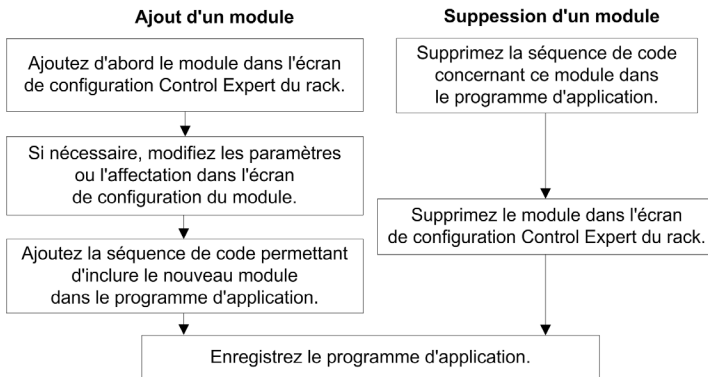 Ajout d'un module
Ajoutez d'abord le module dans l'écran
de configuration Control Expert du rack.
Si nécessaire, modifiez les paramètres
ou l'affectation dans l'écran
de configuration du module.
Ajoutez la séquence de code permettant
d'inclure le nouveau module
dans le programme d'application.
Suppession d'un module
Supprimez la séquence de code
concernant ce module dans
le programme d'application.
Supprimez le module dans l'écran
de configuration Control Expert du rack.
Enregistrez le programme d'application.